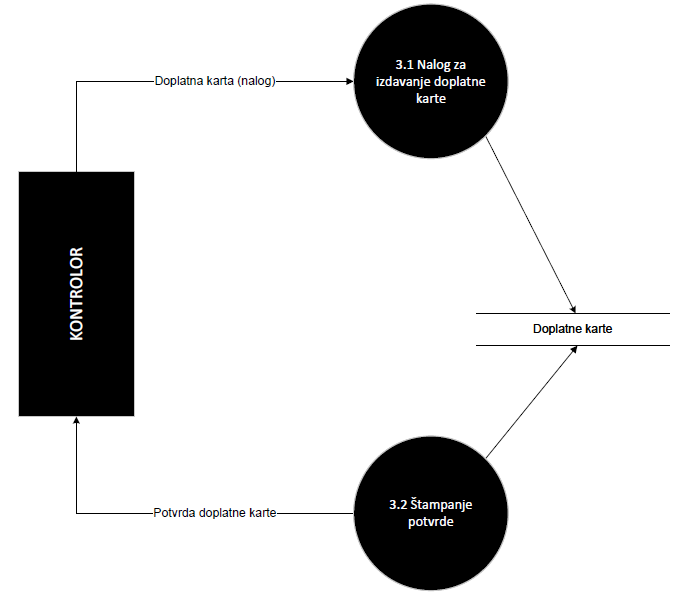 3.1 Nalog za
izdavanje doplatne
karte
Doplatna karta (nalog)
KONTROLOR
Doplatne karte
3.2 Štampanje
potvrde
Potvrda doplatne karte